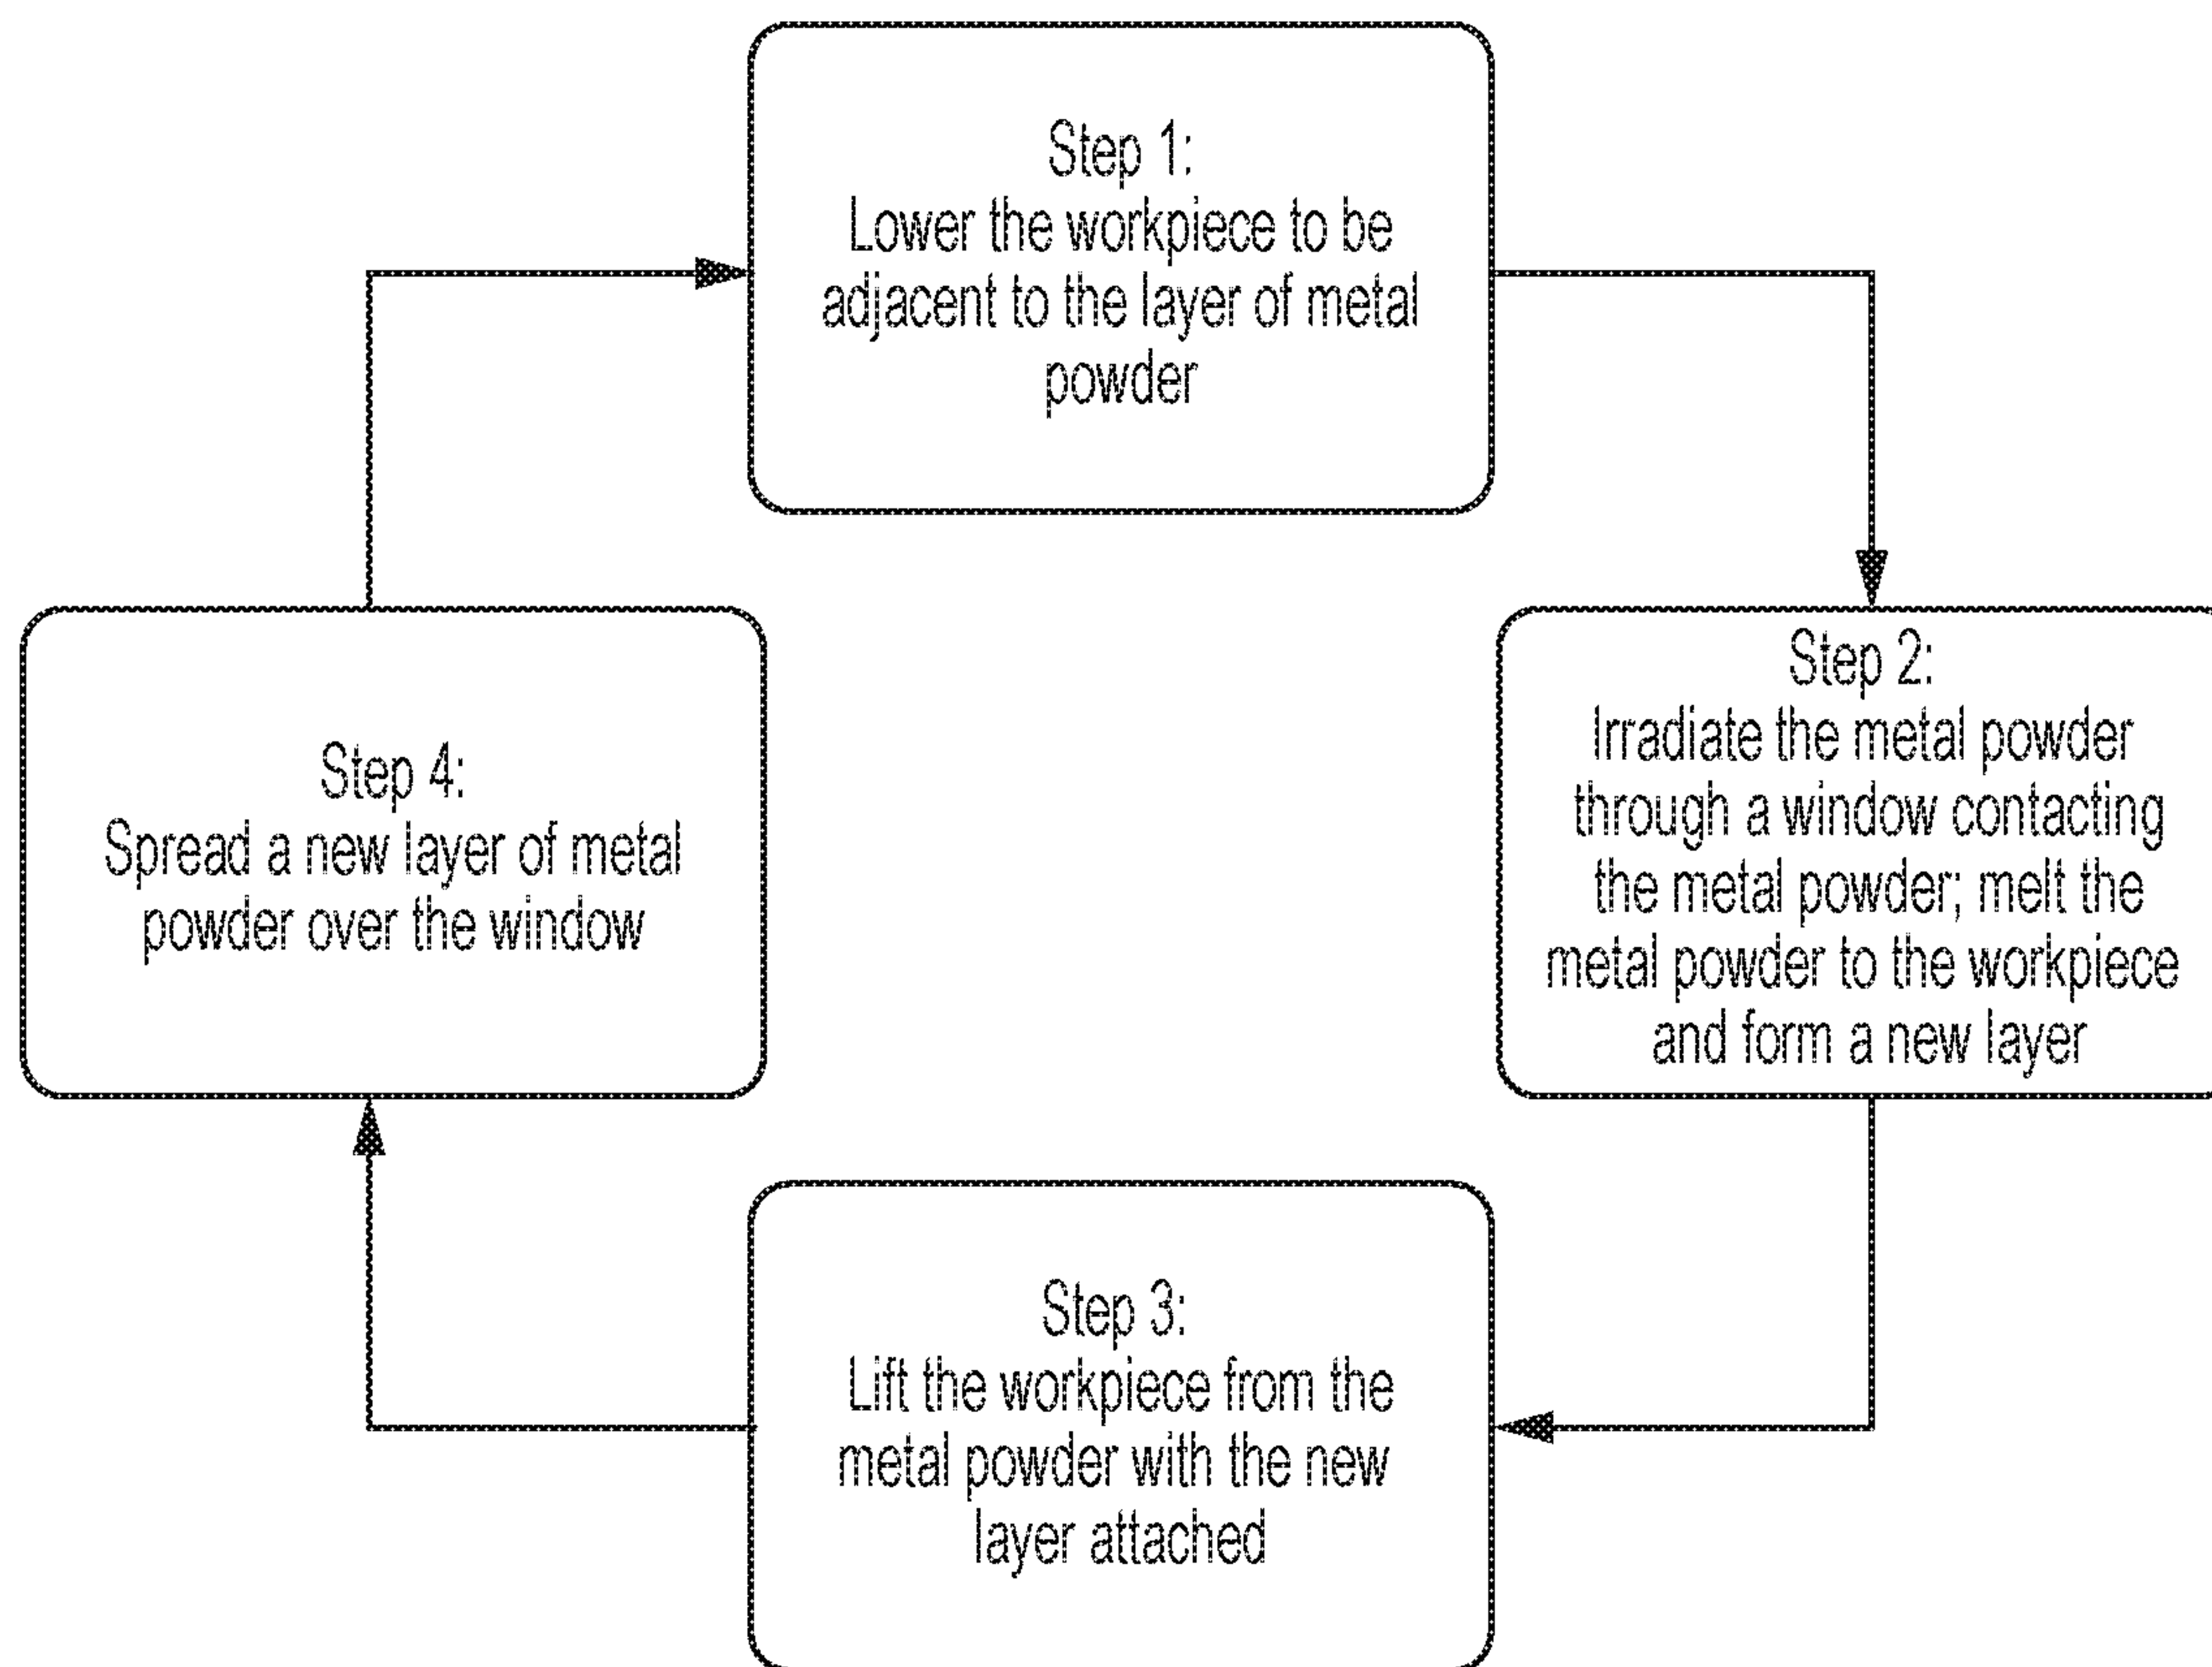 Step 1:
Lower the workpiece to be
adjacent to the layer of metal
powder
Step 2:
Irradiate the metal powder
through a window contacting
the metal powder; melt the
metal powder to the workpiece
and form a new layer
Step 3:
Lift the workpiece from the
metal powder with the new
layer attached
Step 4:
Spread a new layer of metal
powder over the window